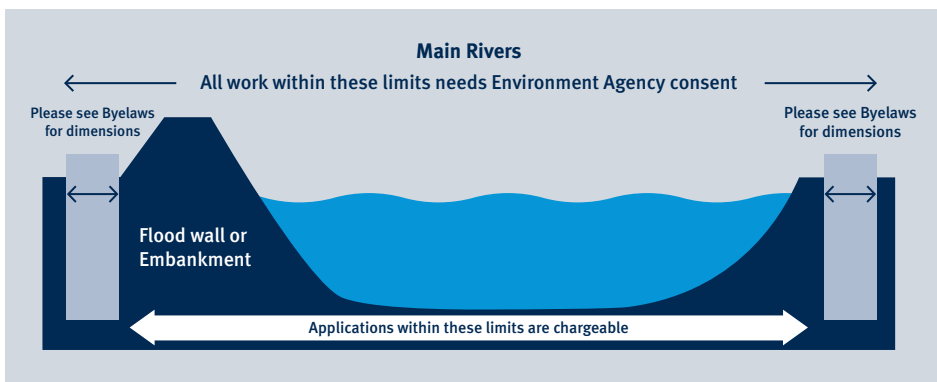 Main Rivers
All work within these limits needs Environment Agency consent
Please see Byelaws
for dimensions
Please see Byelaws
for dimensions
Flood wall or
Embankment
Applications within these limits are chargeable